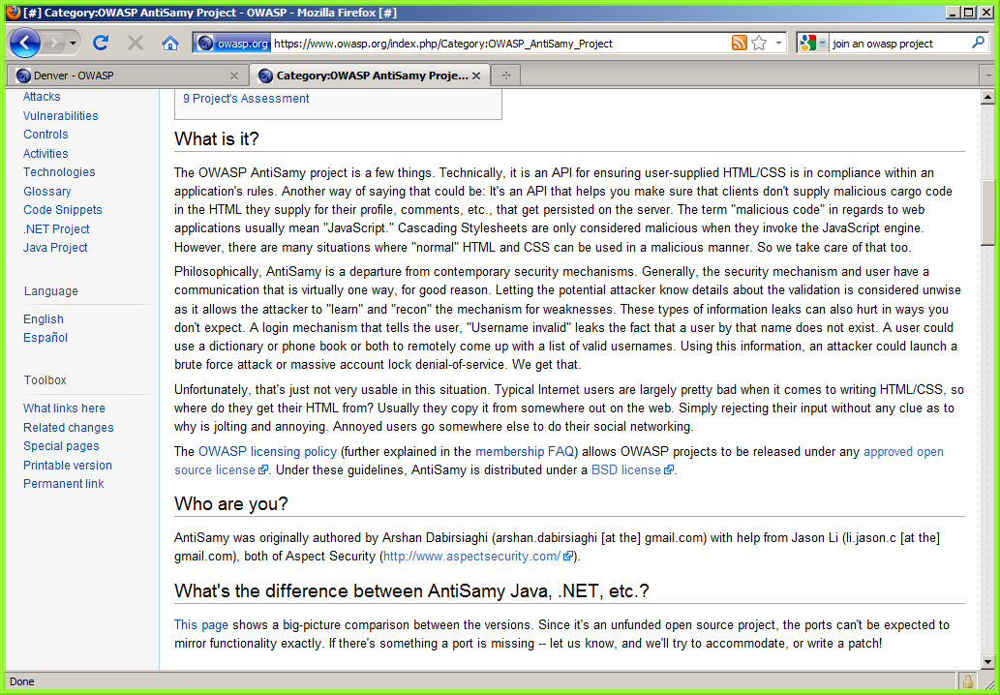 [#] Category:OWASP AntiSamy Project - OWASP - Mozilla Firefox [#]
owasp.org https://www.owasp.org/index.php/Category:OWASP_AntiSamy_Project
join an owasp project
Denver - OWASP
Category:OWASP AntiSamy Proje...
Attacks
Vulnerabilities
Controls
Activities
Technologies
Glossary
Code Snippets
.NET Project
Java Project
Language
English
Español
Toolbox
What links here
Related changes
Special pages
Printable version
Permanent link
9 Project's Assessment
What is it?
The OWASP AntiSamy project is a few things. Technically, it is an API for ensuring user-supplied HTML/CSS is in compliance within an
application's rules. Another way of saying that could be: It's an API that helps you make sure that clients don't supply malicious cargo code
in the HTML they supply for their profile, comments, etc., that get persisted on the server. The term "malicious code" in regards to web
applications usually mean "JavaScript." Cascading Stylesheets are only considered malicious when they invoke the JavaScript engine.
However, there are many situations where "normal" HTML and CSS can be used in a malicious manner. So we take care of that too.
Philosophically, AntiSamy is a departure from contemporary security mechanisms. Generally, the security mechanism and user have a
communication that is virtually one way, for good reason. Letting the potential attacker know details about the validation is considered unwise
as it allows the attacker to "learn" and "recon" the mechanism for weaknesses. These types of information leaks can also hurt in ways you
don't expect. A login mechanism that tells the user, "Username invalid" leaks the fact that a user by that name does not exist. A user could
use a dictionary or phone book or both to remotely come up with a list of valid usernames. Using this information, an attacker could launch a
brute force attack or massive account lock denial-of-service. We get that.
Unfortunately, that's just not very usable in this situation. Typical Internet users are largely pretty bad when it comes to writing HTML/CSS, so
where do they get their HTML from? Usually they copy it from somewhere out on the web. Simply rejecting their input without any clue as to
why is jolting and annoying. Annoyed users go somewhere else to do their social networking.
The OWASP licensing policy (further explained in the membership FAQ) allows OWASP projects to be released under any approved open
source license. Under these guidelines, AntiSamy is distributed under a BSD license.
Who are you?
AntiSamy was originally authored by Arshan Dabirsiaghi (arshan.dabirsiaghi [at the] gmail.com) with help from Jason Li (li.jason.c [at the]
gmail.com), both of Aspect Security (http://www.aspectsecurity.com/).
What's the difference between AntiSamy Java, .NET, etc.?
This page shows a big-picture comparison between the versions. Since it's an unfunded open source project, the ports can't be expected to
mirror functionality exactly. If there's something a port is missing -- let us know, and we'll try to accommodate, or write a patch!
Done